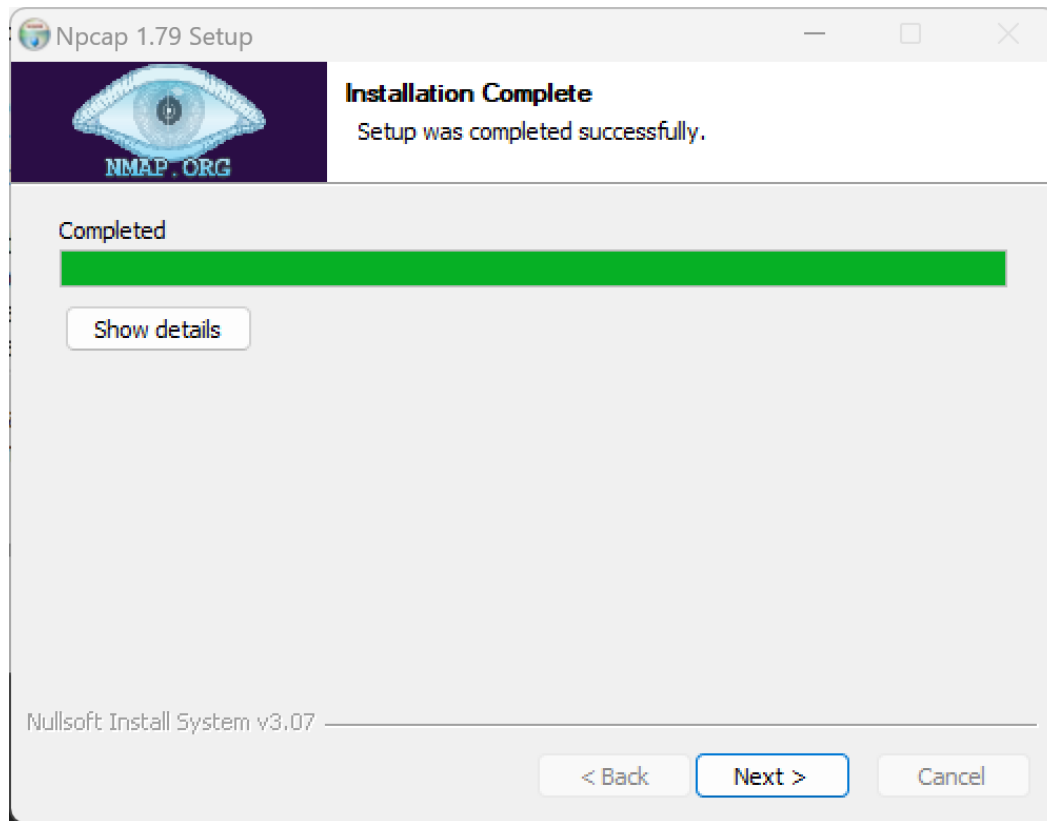 Npcap 1.79 Setup
NMAP.ORG
Installation Complete
Setup was completed successfully.
Completed
Show details
Nullsoft Install System v3.07
< Back
Next >
Cancel